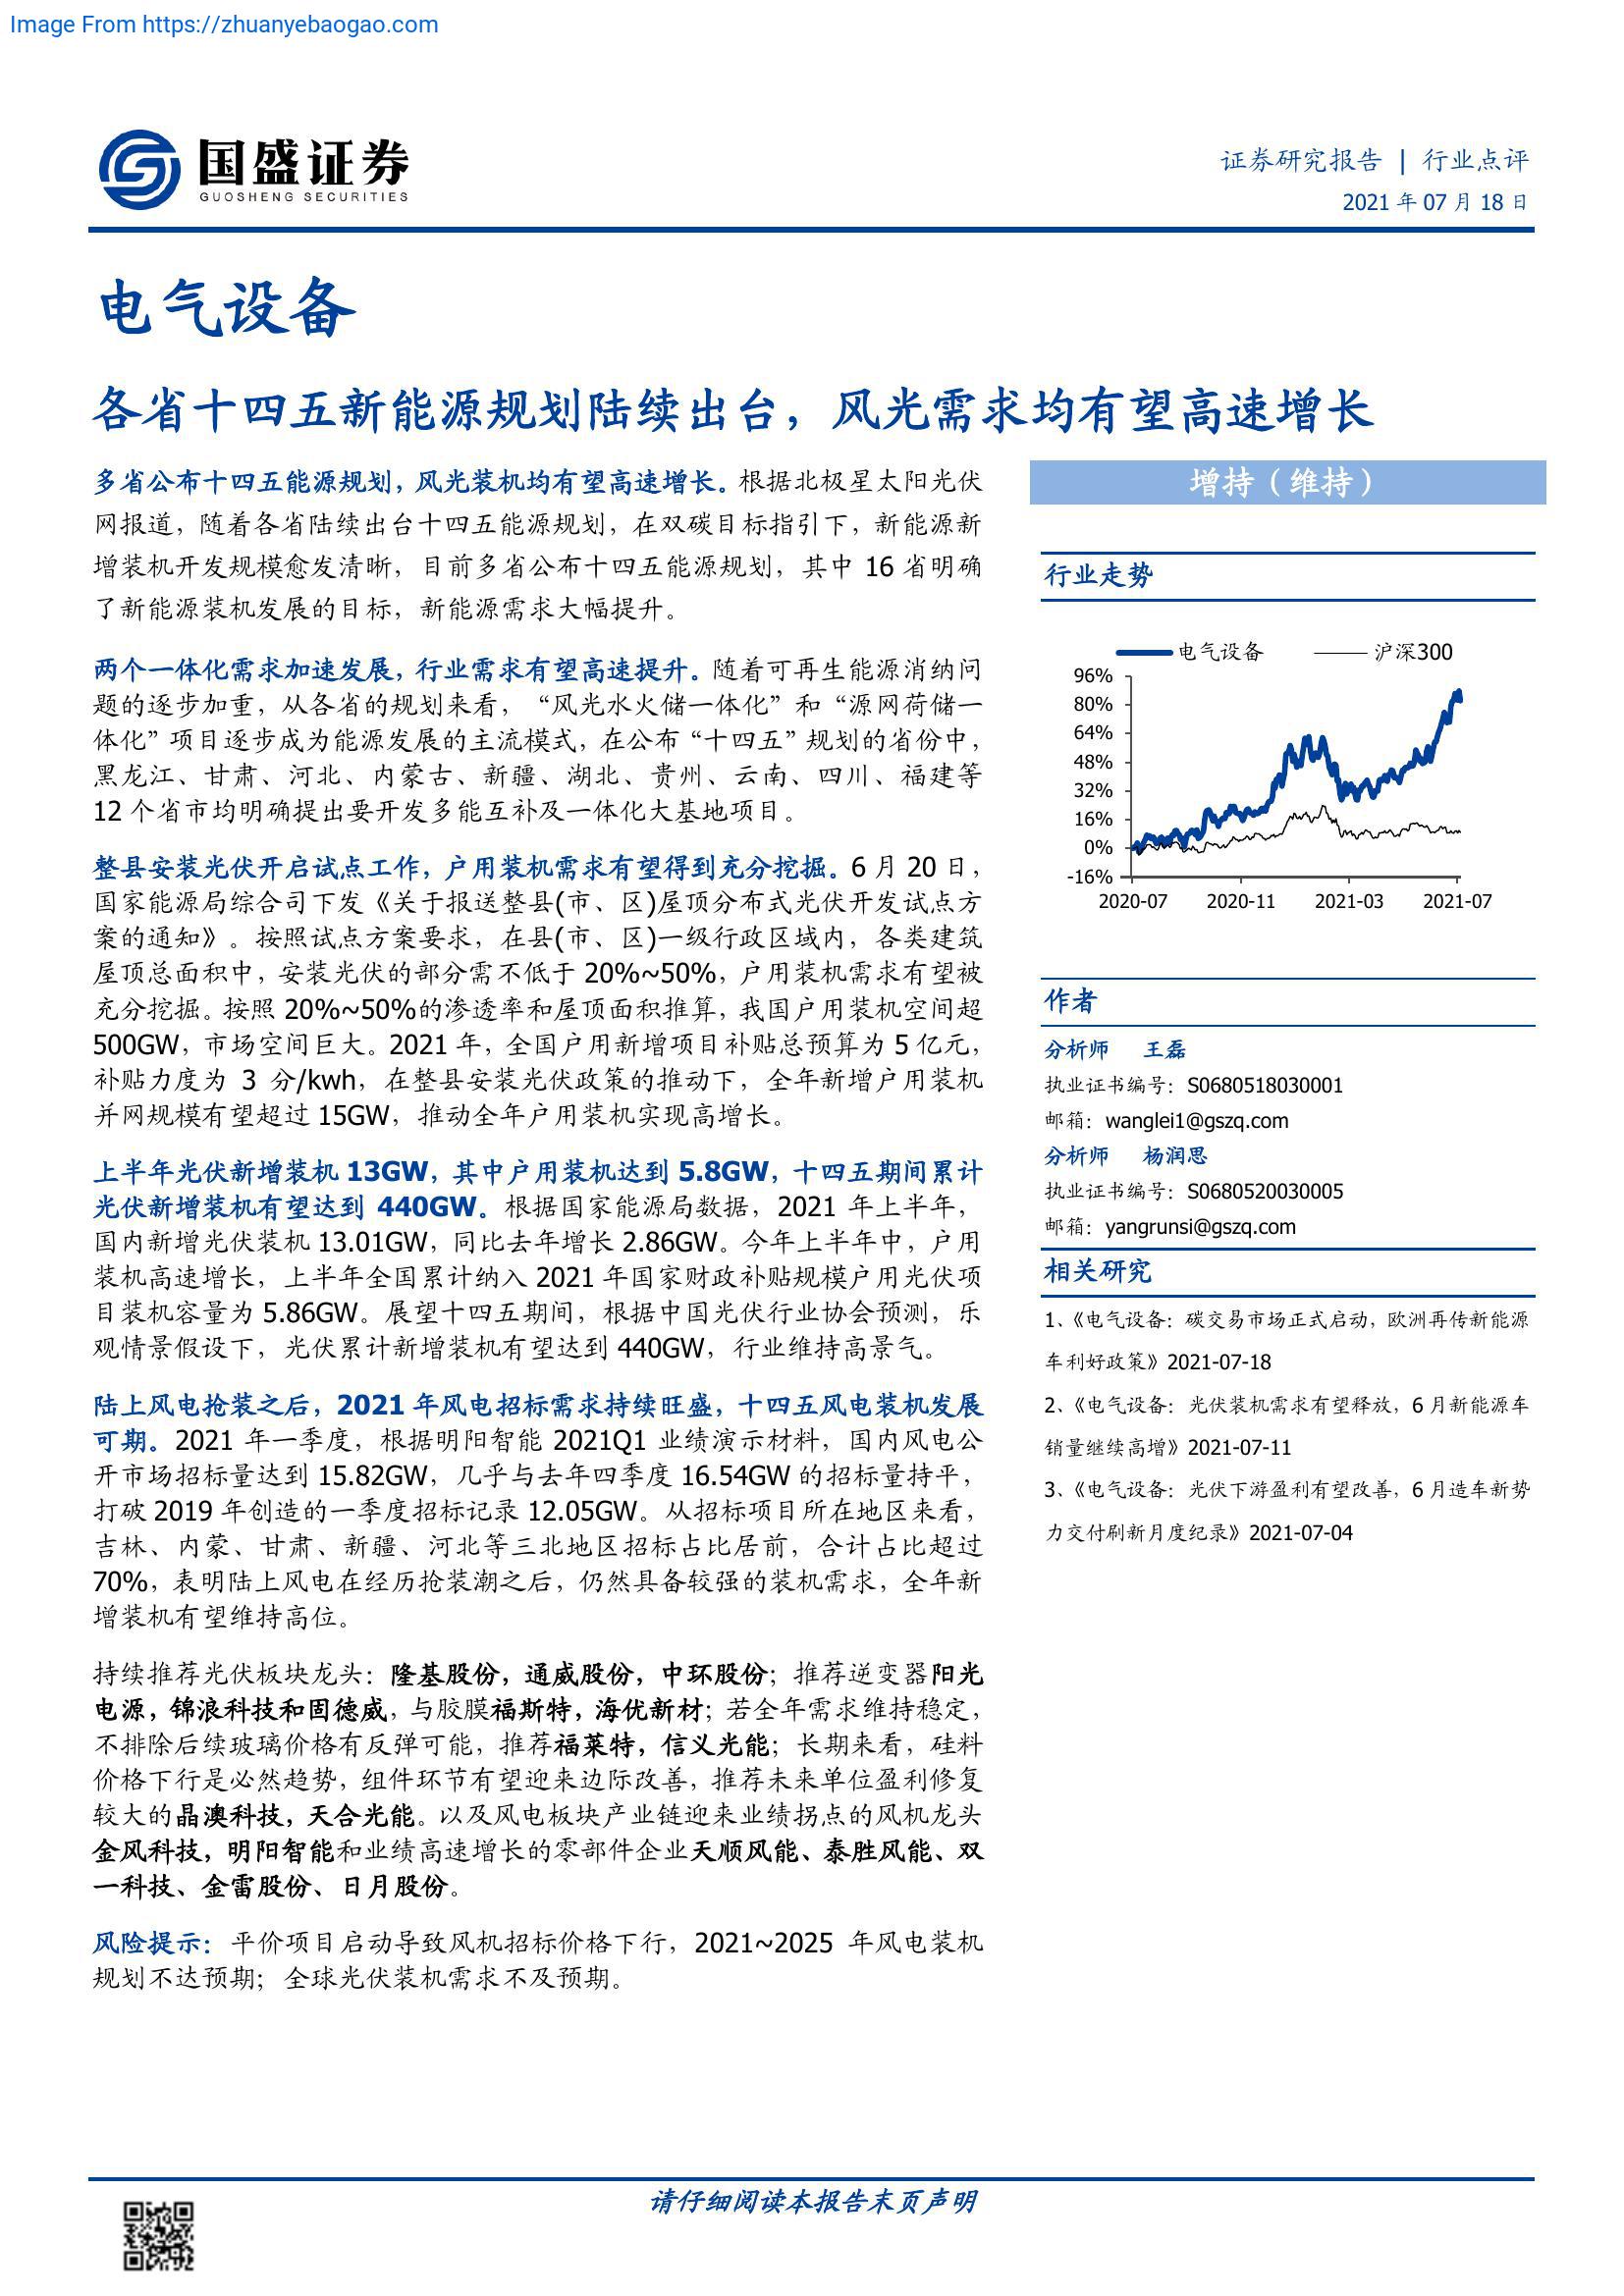 Image From https://zhuanyebaogao.com
国盛证券
GUOSHENG SECURITIES
证券研究报告 | 行业点评
2021 年 07 月 18 日
电气设备
各省十四五新能源规划陆续出台，风光需求均有望高速增长
多省公布十四五能源规划，风光装机均有望高速增长。根据北极星太阳光伏
网报道，随着各省陆续出台十四五能源规划，在双碳目标指引下，新能源新
增装机开发规模愈发清晰，目前多省公布十四五能源规划，其中 16 省明确
了新能源装机发展的目标，新能源需求大幅提升。
两个一体化需求加速发展，行业需求有望高速提升。随着可再生能源消纳问
题的逐步加重，从各省的规划来看，“风光水火储一体化”和“源网荷储一
体化”项目逐步成为能源发展的主流模式，在公布“十四五”规划的省份中，
黑龙江、甘肃、河北、内蒙古、新疆、湖北、贵州、云南、四川、福建等
12 个省市均明确提出要开发多能互补及一体化大基地项目。
整县安装光伏开启试点工作，户用装机需求有望得到充分挖掘。6 月 20 日，
国家能源局综合司下发《关于报送整县(市、区)屋顶分布式光伏开发试点方
案的通知》。按照试点方案要求，在县(市、区)一级行政区域内，各类建筑
屋顶总面积中，安装光伏的部分需不低于 20%~50%，户用装机需求有望被
充分挖掘。按照 20%~50%的渗透率和屋顶面积推算，我国户用装机空间超
500GW，市场空间巨大。2021 年，全国户用新增项目补贴总预算为 5 亿元，
补贴力度为 3 分/kwh，在整县安装光伏政策的推动下，全年新增户用装机
并网规模有望超过 15GW，推动全年户用装机实现高增长。
上半年光伏新增装机 13GW，其中户用装机达到 5.8GW，十四五期间累计
光伏新增装机有望达到 440GW。根据国家能源局数据，2021 年上半年，
国内新增光伏装机 13.01GW，同比去年增长 2.86GW。今年上半年中，户用
装机高速增长，上半年全国累计纳入 2021 年国家财政补贴规模户用光伏项
目装机容量为 5.86GW。展望十四五期间，根据中国光伏行业协会预测，乐
观情景假设下，光伏累计新增装机有望达到 440GW，行业维持高景气。
陆上风电抢装之后，2021 年风电招标需求持续旺盛，十四五风电装机发展
可期。2021 年一季度，根据明阳智能 2021Q1 业绩演示材料，国内风电公
开市场招标量达到 15.82GW，几乎与去年四季度 16.54GW 的招标量持平，
打破 2019 年创造的一季度招标记录 12.05GW。从招标项目所在地区来看，
吉林、内蒙、甘肃、新疆、河北等三北地区招标占比居前，合计占比超过
70%，表明陆上风电在经历抢装潮之后，仍然具备较强的装机需求，全年新
增装机有望维持高位。
持续推荐光伏板块龙头：隆基股份，通威股份，中环股份；推荐逆变器阳光
电源，锦浪科技和固德威，与胶膜福斯特，海优新材；若全年需求维持稳定，
不排除后续玻璃价格有反弹可能，推荐福莱特，信义光能；长期来看，硅料
价格下行是必然趋势，组件环节有望迎来边际改善，推荐未来单位盈利修复
较大的晶澳科技，天合光能。以及风电板块产业链迎来业绩拐点的风机龙头
金风科技，明阳智能和业绩高速增长的零部件企业天顺风能、泰胜风能、双
一科技、金雷股份、日月股份。
风险提示：平价项目启动导致风机招标价格下行，2021~2025 年风电装机
规划不达预期；全球光伏装机需求不及预期。
增持（维持）
行业走势
电气设备 沪深300
96%
80%
64%
48%
32%
16%
0%
-16%
2020-07 2020-11 2021-03 2021-07
作者
分析师 王磊
执业证书编号：S0680518030001
邮箱：wanglei1@gszq.com
分析师 杨润思
执业证书编号：S0680520030005
邮箱：yangrunsi@gszq.com
相关研究
1、《电气设备：碳交易市场正式启动，欧洲再传新能源
车利好政策》2021-07-18
2、《电气设备：光伏装机需求有望释放，6 月新能源车
销量继续高增》2021-07-11
3、《电气设备：光伏下游盈利有望改善，6 月造车新势
力交付刷新月度纪录》2021-07-04
请仔细阅读本报告末页声明